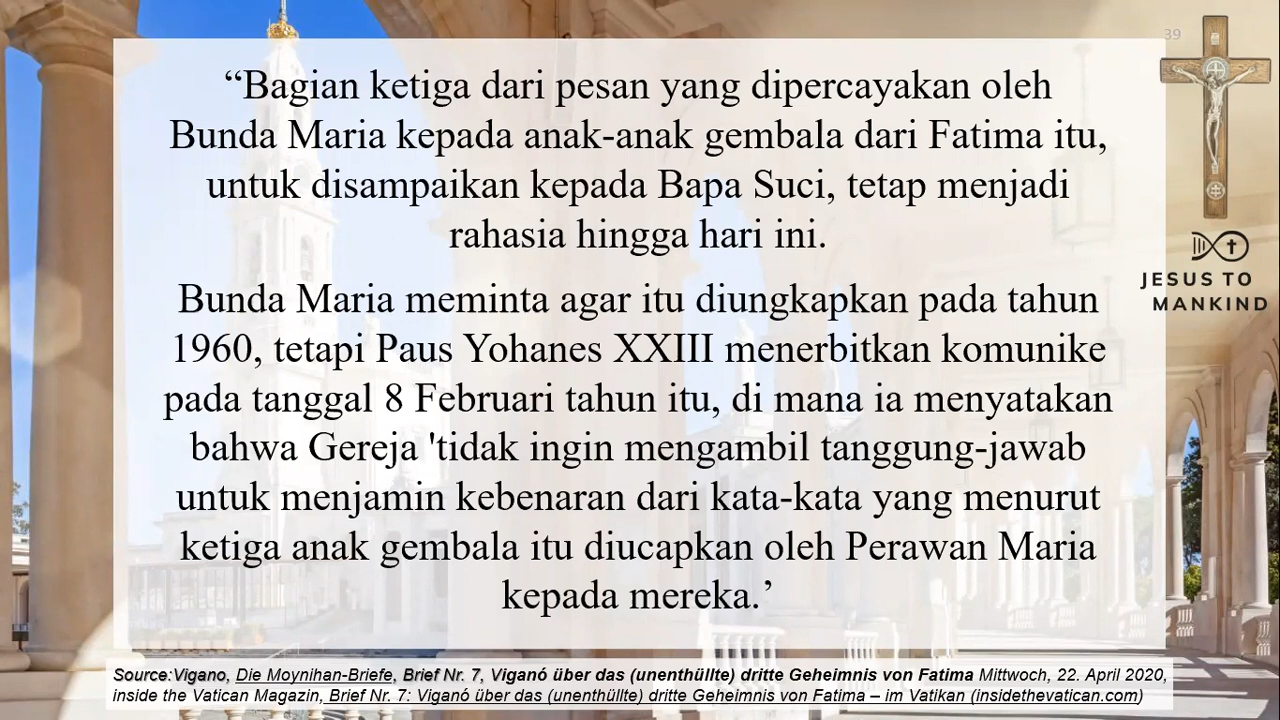 39
“Bagian ketiga dari pesan yang dipercayakan oleh
Bunda Maria kepada anak-anak gembala dari Fatima itu,
untuk disampaikan kepada Bapa Suci, tetap menjadi
rahasia hingga hari ini.
Bunda Maria meminta agar itu diungkapkan pada tahun
1960, tetapi Paus Yohanes XXIII menerbitkan komunike
pada tanggal 8 Februari tahun itu, di mana ia menyatakan
bahwa Gereja 'tidak ingin mengambil tanggung-jawab
untuk menjamin kebenaran dari kata-kata yang menurut
ketiga anak gembala itu diucapkan oleh Perawan Maria
kepada mereka.’
JESUS TO
MANKIND
Source:Vigano, Die Moynihan-Briefe, Brief Nr. 7, Viganó über das (unenthüllte) dritte Geheimnis von Fatima Mittwoch, 22. April 2020,
inside the Vatican Magazin, Brief Nr. 7: Viganó über das (unenthüllte) dritte Geheimnis von Fatima – im Vatikan (insidethevatican.com)